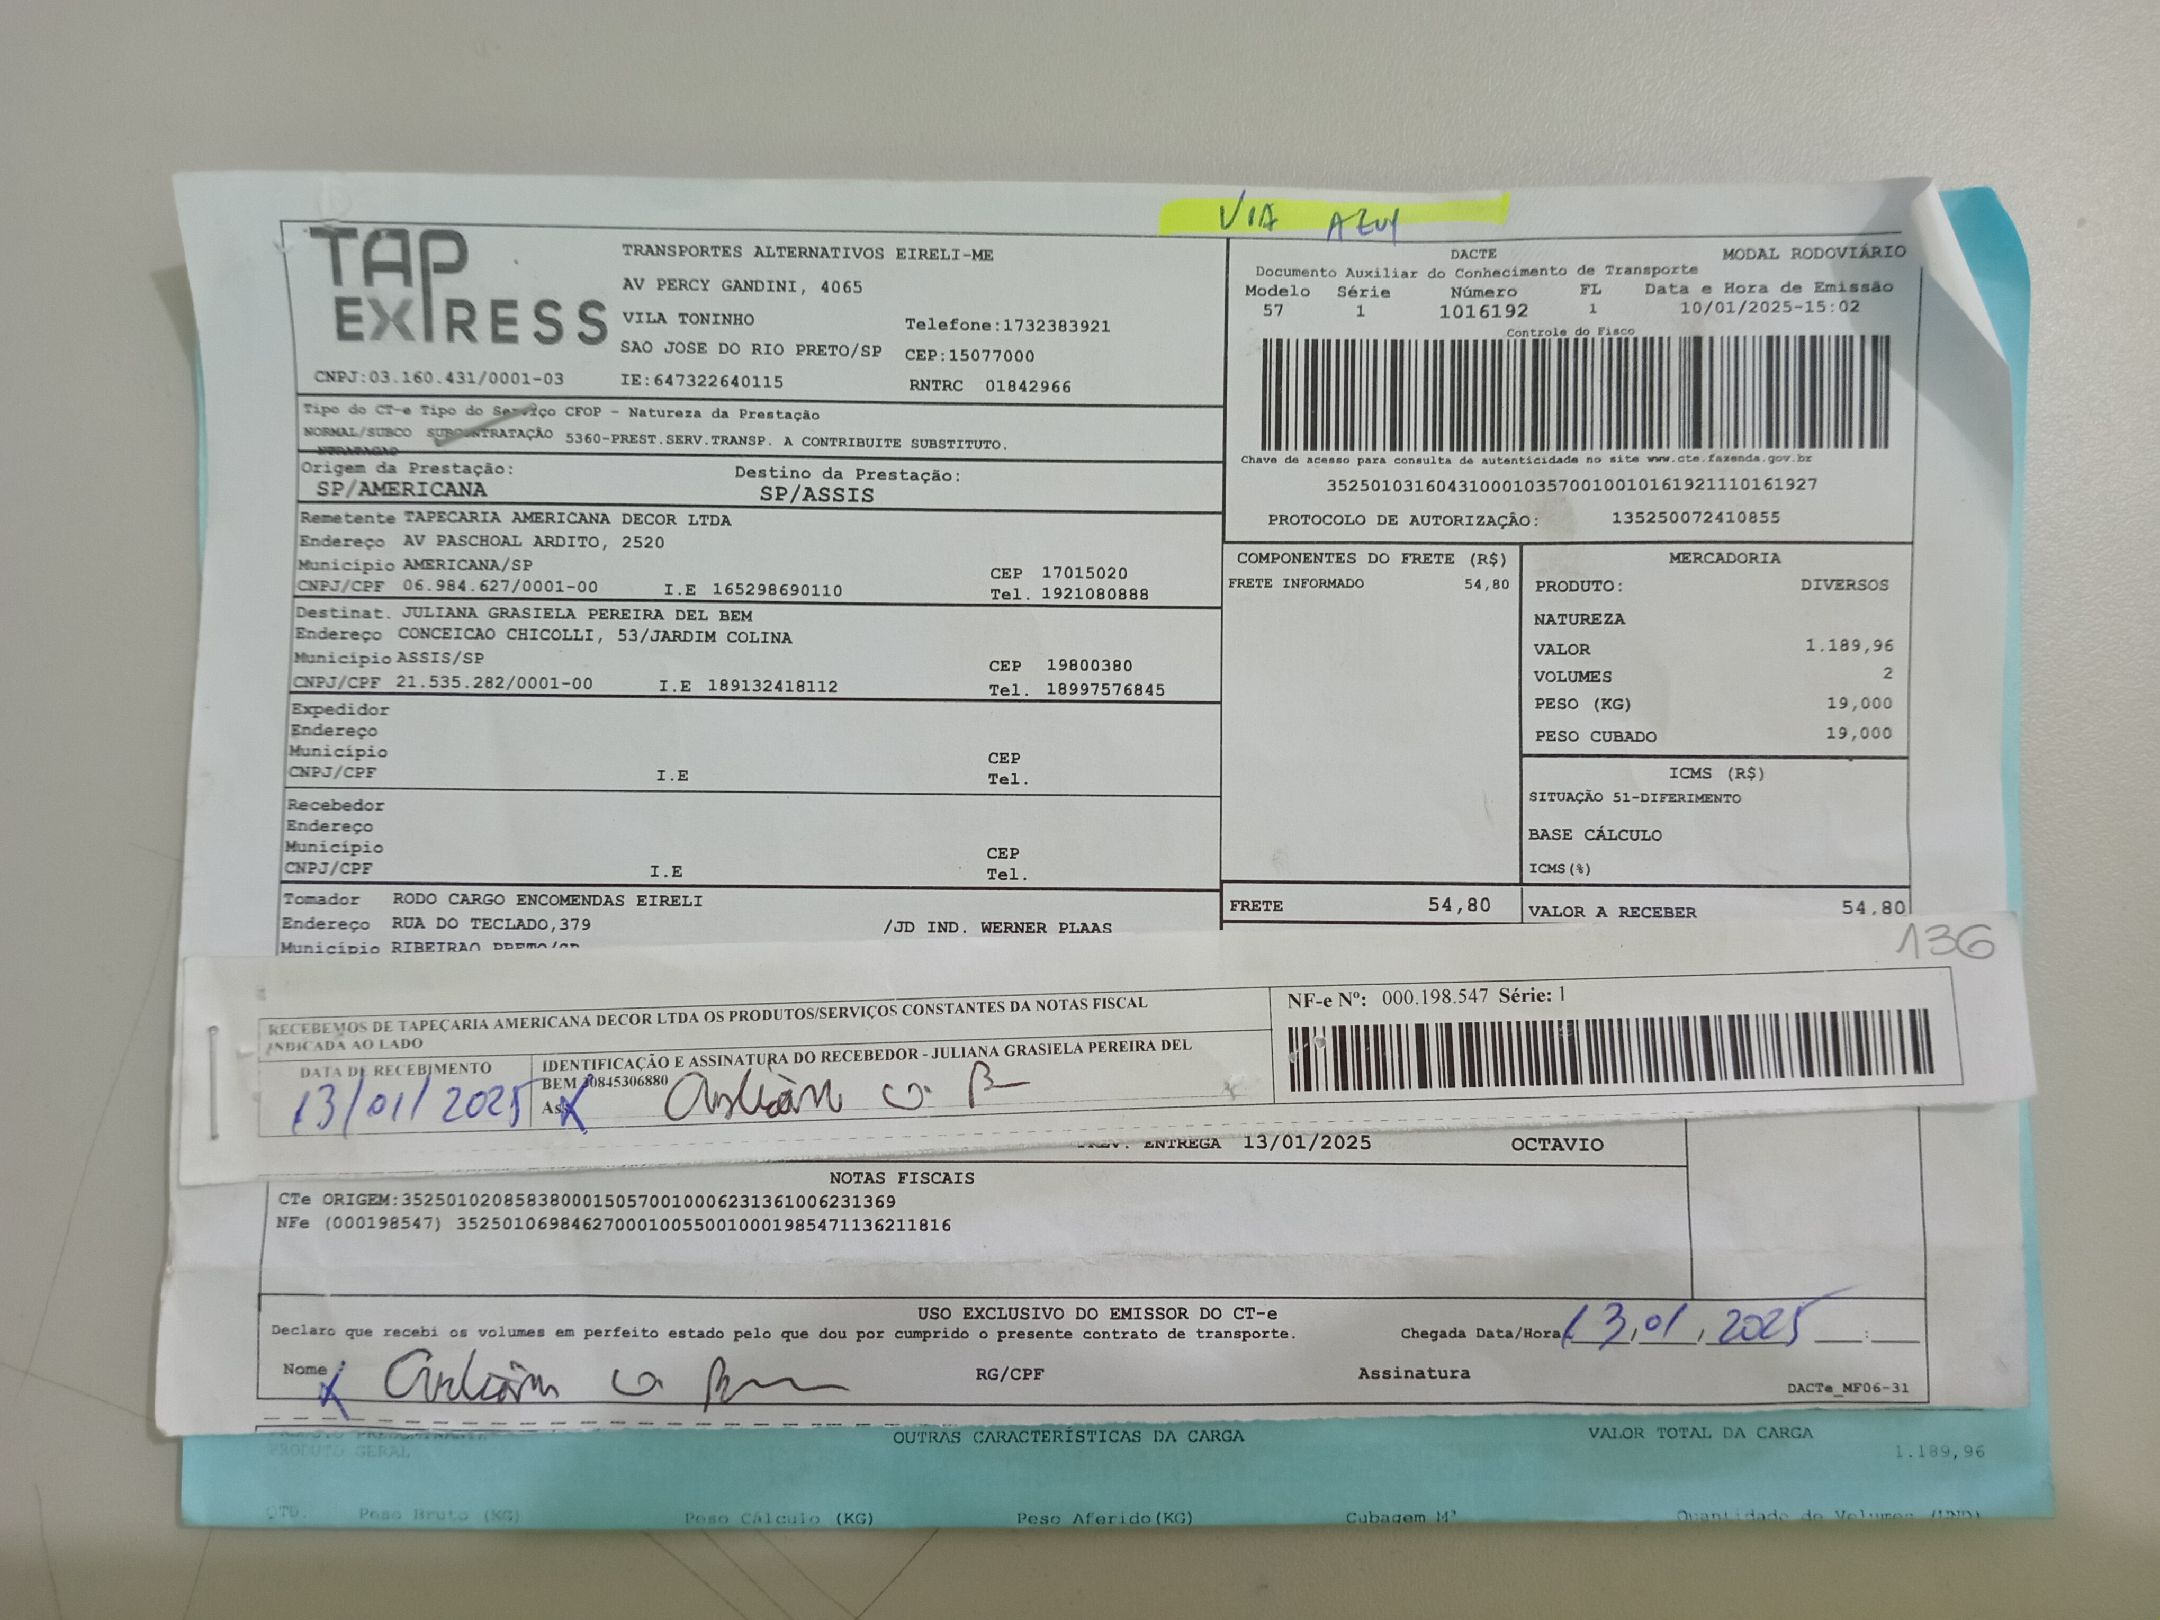 VIA AZUL
TAP
EXPRESS
TRANSPORTES ALTERNATIVOS EIRELI-ME
AV PERCY GANDINI, 4065
VILA TONINHO Telefone:1732383921
SAO JOSE DO RIO PRETO/SP CEP:15077000
CNPJ:03.160.431/0001-03 IE:647322640115 RNTRC 01842966
DACTE MODAL RODOVIÁRIO
Documento Auxiliar do Conhecimento de Transporte
Modelo Série Número FL Data e Hora de Emissão
57 1 1016192 1 10/01/2025-15:02
Controle do Fisco
Chave de acesso para consulta de autenticidade no site www.cte.fazenda.gov.br
35250103160431000103570010010161921110161927
PROTOCOLO DE AUTORIZAÇÃO: 135250072410855
Tipo do CT-e Tipo do Serviço CFOP - Natureza da Prestação
NORMAL/SUBCO SUBCONTRATAÇÃO 5360-PREST.SERV.TRANSP. A CONTRIBUITE SUBSTITUTO.
Origem da Prestação: Destino da Prestação:
SP/AMERICANA SP/ASSIS
Remetente TAPECARIA AMERICANA DECOR LTDA
Endereço AV PASCHOAL ARDITO, 2520
Município AMERICANA/SP CEP 17015020
CNPJ/CPF 06.984.627/0001-00 I.E 165298690110 Tel. 1921080888
Destinat. JULIANA GRASIELA PEREIRA DEL BEM
Endereço CONCEICAO CHICOLLI, 53/JARDIM COLINA
Município ASSIS/SP CEP 19800380
CNPJ/CPF 21.535.282/0001-00 I.E 189132418112 Tel. 18997576845
Expedidor
Endereço
Município CEP
CNPJ/CPF I.E Tel.
Recebedor
Endereço
Município CEP
CNPJ/CPF I.E Tel.
Tomador RODO CARGO ENCOMENDAS EIRELI
Endereço RUA DO TECLADO,379 /JD IND. WERNER PLAAS
Município RIBEIRAO PRETO/SP
COMPONENTES DO FRETE (R$)
FRETE INFORMADO 54,80
FRETE 54,80
MERCADORIA
PRODUTO: DIVERSOS
NATUREZA
VALOR 1.189,96
VOLUMES 2
PESO (KG) 19,000
PESO CUBADO 19,000
ICMS (R$)
SITUAÇÃO 51-DIFERIMENTO
BASE CÁLCULO
ICMS(%)
VALOR A RECEBER 54,80
136
RECEBEMOS DE TAPEÇARIA AMERICANA DECOR LTDA OS PRODUTOS/SERVIÇOS CONSTANTES DA NOTAS FISCAL
INDICADA AO LADO
DATA DE RECEBIMENTO
13/01/2025
IDENTIFICAÇÃO E ASSINATURA DO RECEBEDOR - JULIANA GRASIELA PEREIRA DEL
BEM 30845306880
NF-e Nº: 000.198.547 Série: 1
PREV. ENTREGA 13/01/2025 OCTAVIO
NOTAS FISCAIS
CTe ORIGEM:35250102085838000150570010006231361006231369
NFe (000198547) 35250106984627000100550010001985471136211816
USO EXCLUSIVO DO EMISSOR DO CT-e
Declaro que recebi os volumes em perfeito estado pelo que dou por cumprido o presente contrato de transporte. Chegada Data/Hora 13,01,2025 __:__
Nome X RG/CPF Assinatura
DACTe_MF06-31
PRODUTO GERAL OUTRAS CARACTERÍSTICAS DA CARGA VALOR TOTAL DA CARGA
1.189,96
QTD. Peso Bruto (KG) Peso Cálculo (KG) Peso Aferido(KG) Cubagem M³ Quantidade de Volumes (UND)